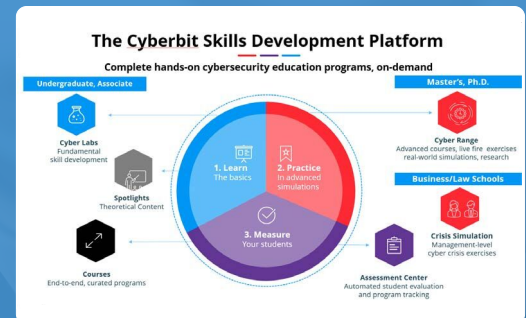 The Cyberbit Skills Development Platform
Complete hands-on cybersecurity education programs, on-demand
Undergraduate, Associate
Master's, Ph.D.
Cyber Labs
Fundamental
skill development
Cyber Range
Advanced courses, live fire exercises
real-world simulations, research
1. Learn
The basics
2. Practice
In advanced
simulations
Spotlights
Theoretical Content
Business/Law Schools
3. Measure
Your students
Crisis Simulation
Management-level
cyber crisis exercises
Courses
End-to-end, curated programs
Assessment Center
Automated student evaluation
and program tracking